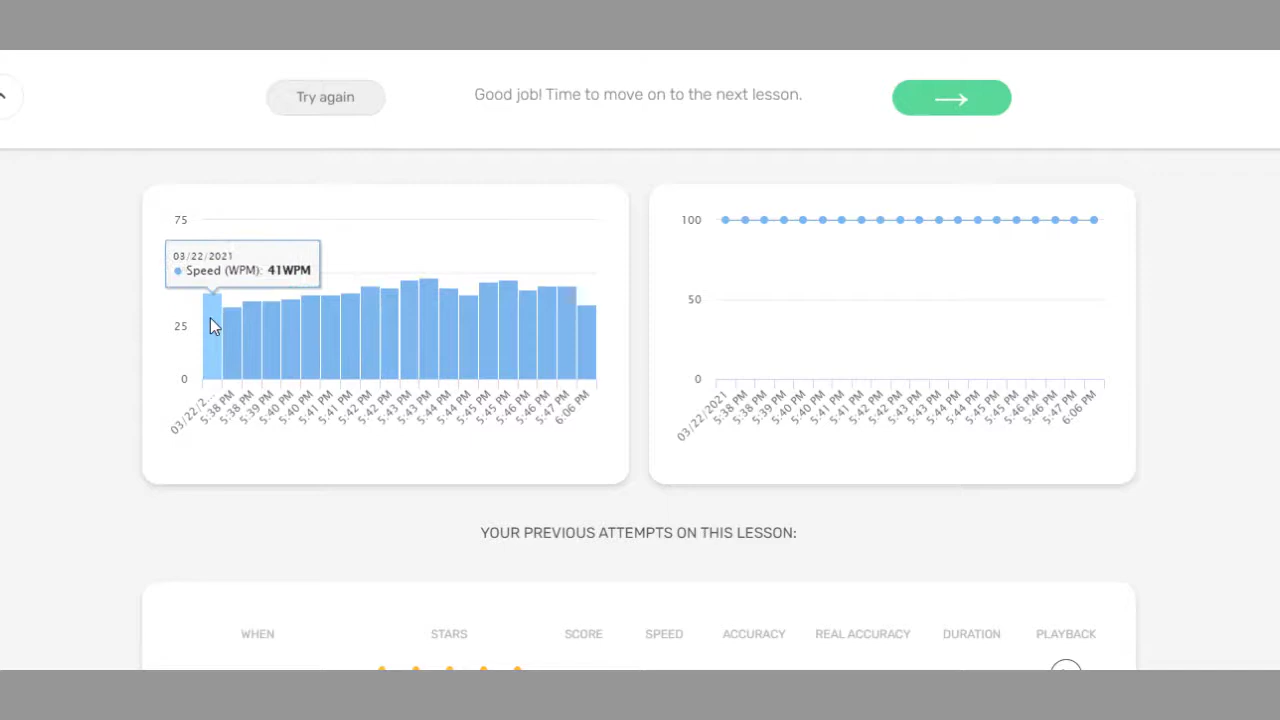 Try again
Good job! Time to move on to the next lesson.
75
03/22/2021
Speed (WPM): 41WPM
25
0
03/22/2... 5:38 PM 5:38 PM 5:39 PM 5:40 PM 5:40 PM 5:41 PM 5:41 PM 5:42 PM 5:42 PM 5:43 PM 5:43 PM 5:44 PM 5:44 PM 5:45 PM 5:45 PM 5:46 PM 5:46 PM 5:47 PM 6:06 PM
100
50
0
03/22/2021 5:38 PM 5:38 PM 5:39 PM 5:40 PM 5:40 PM 5:41 PM 5:41 PM 5:42 PM 5:42 PM 5:43 PM 5:43 PM 5:44 PM 5:44 PM 5:45 PM 5:45 PM 5:46 PM 5:46 PM 5:47 PM 6:06 PM
YOUR PREVIOUS ATTEMPTS ON THIS LESSON:
WHEN STARS SCORE SPEED ACCURACY REAL ACCURACY DURATION PLAYBACK